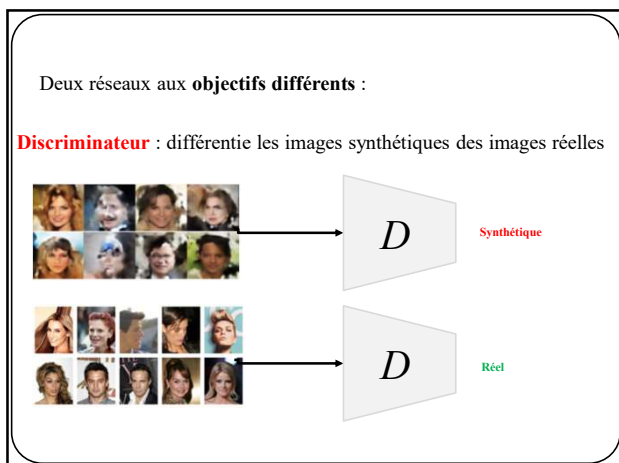 Deux réseaux aux objectifs différents :
Discriminateur : différentie les images synthétiques des images réelles
D
Synthétique
D
Réel